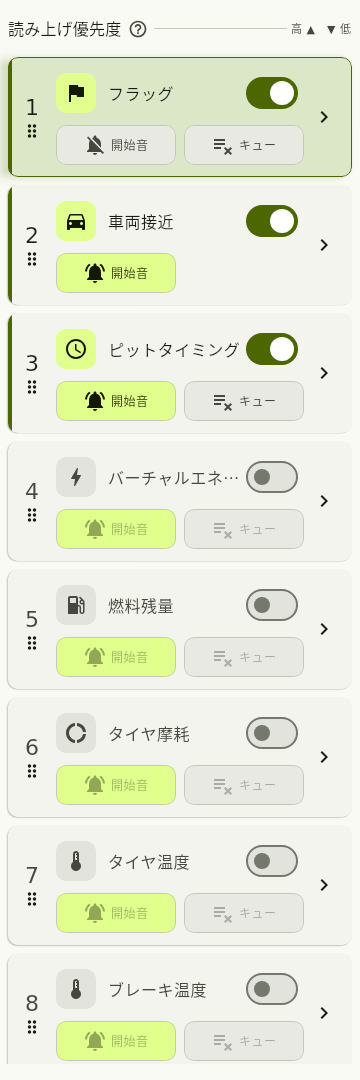 読み上げ優先度 高▲ ▼低
1
フラッグ
開始音 キュー
2
車両接近
開始音
3
ピットタイミング
開始音 キュー
4
バーチャルエネ…
開始音 キュー
5
燃料残量
開始音 キュー
6
タイヤ摩耗
開始音 キュー
7
タイヤ温度
開始音 キュー
8
ブレーキ温度
開始音 キュー